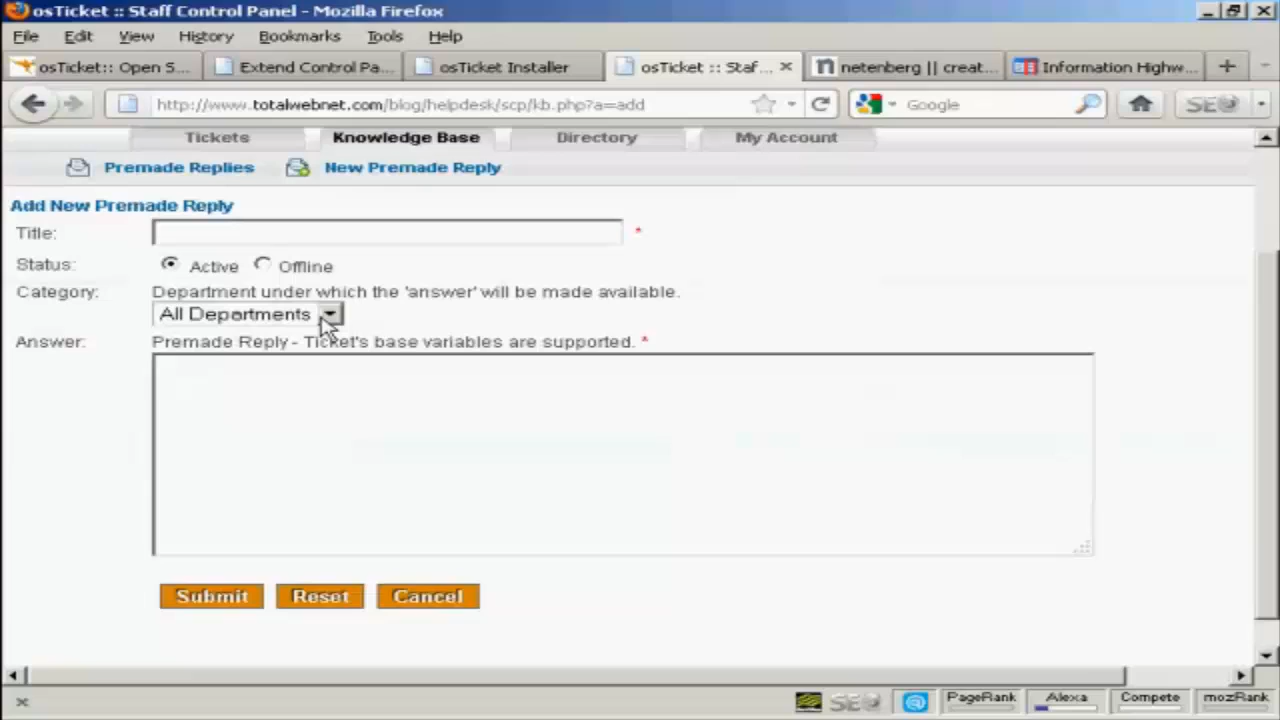 osTicket :: Staff Control Panel - Mozilla Firefox
File Edit View History Bookmarks Tools Help
osTicket:: Open S... Extend Control Pa... osTicket Installer osTicket :: Staf... netenberg || creat... Information Highw...
http://www.totalwebnet.com/blog/helpdesk/scp/kb.php?a=add Google
Tickets Knowledge Base Directory My Account
Premade Replies New Premade Reply
Add New Premade Reply
Title: *
Status: Active Offline
Category: Department under which the 'answer' will be made available.
All Departments
Answer: Premade Reply - Ticket's base variables are supported. *
Submit Reset Cancel
PageRank Alexa Compete mozRank